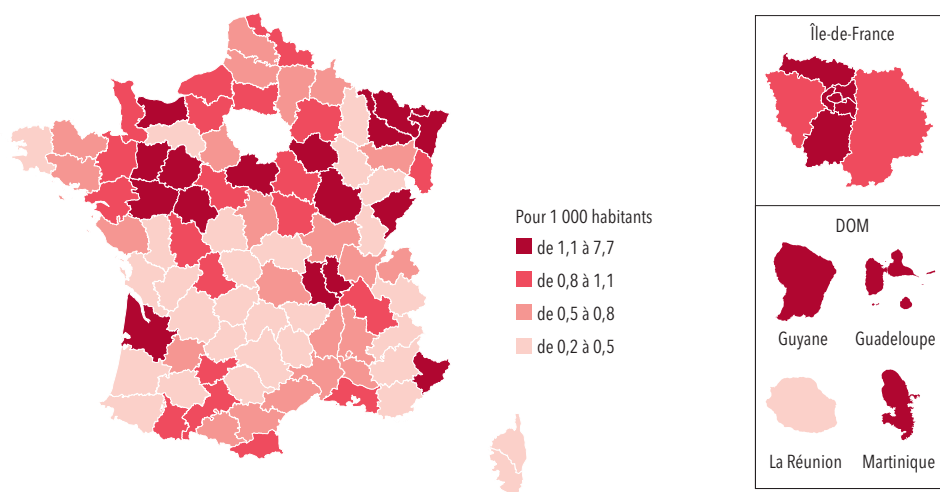 Île-de-France
Pour 1 000 habitants
de 1,1 à 7,7
de 0,8 à 1,1
de 0,5 à 0,8
de 0,2 à 0,5
DOM
Guyane
Guadeloupe
La Réunion
Martinique